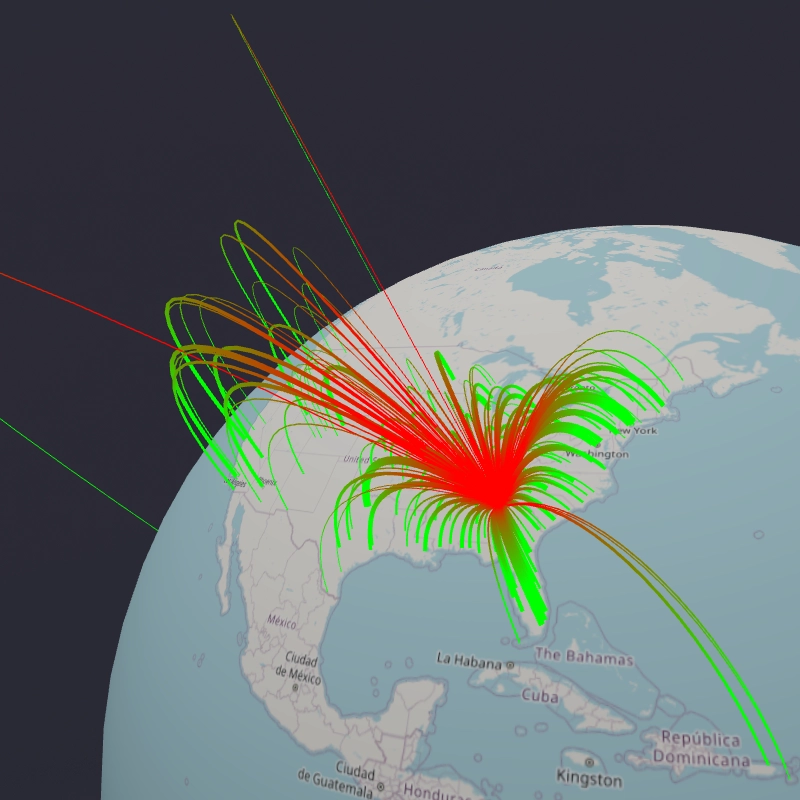 Canada
New York
Washington
United S
México
Ciudad
de México
La Habana
The Bahamas
Cuba
República
Dominicana
Kingston
Ciudad
de Guatemala
Honduras